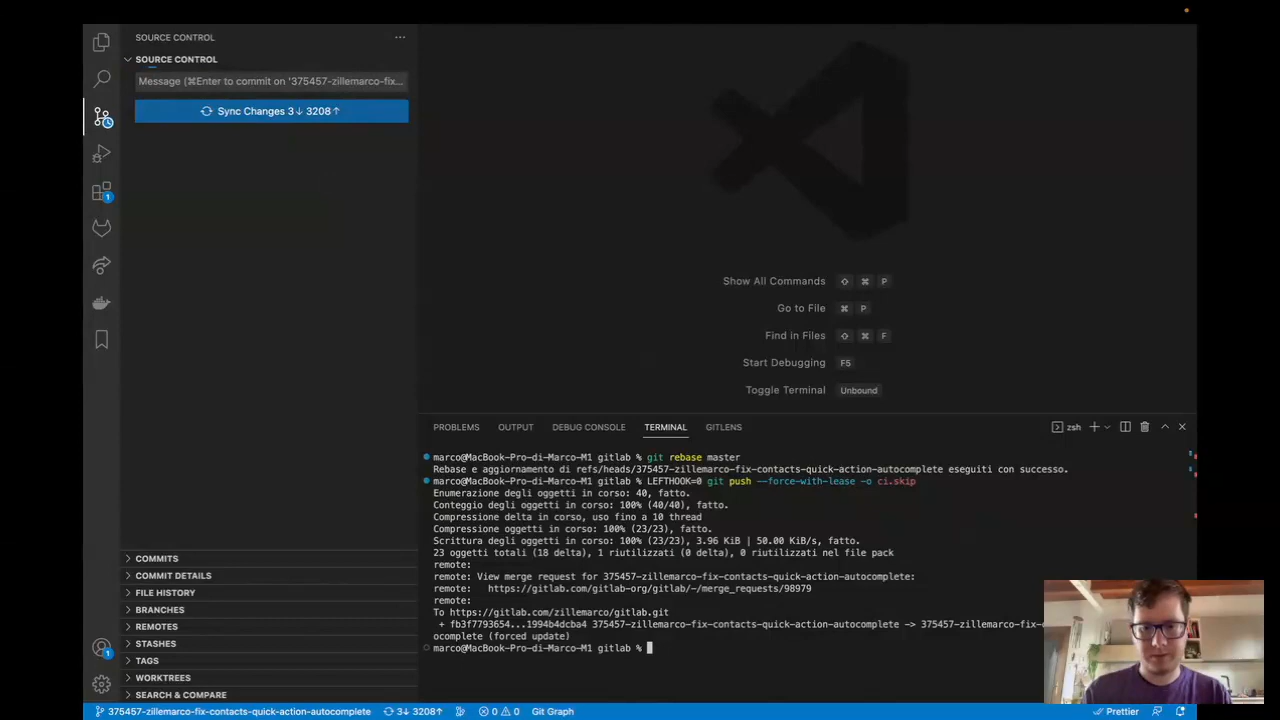 SOURCE CONTROL
SOURCE CONTROL
Message (⌘Enter to commit on '375457-zillemarco-fix...
Sync Changes 3↓ 3208↑
1
Show All Commands ⇧ ⌘ P
Go to File ⌘ P
Find in Files ⇧ ⌘ F
Start Debugging F5
Toggle Terminal Unbound
PROBLEMS OUTPUT DEBUG CONSOLE TERMINAL GITLENS zsh
marco@MacBook-Pro-di-Marco-M1 gitlab % git rebase master
Rebase e aggiornamento di refs/heads/375457-zillemarco-fix-contacts-quick-action-autocomplete eseguiti con successo.
marco@MacBook-Pro-di-Marco-M1 gitlab % LEFTHOOK=0 git push --force-with-lease -o ci.skip
Enumerazione degli oggetti in corso: 40, fatto.
Conteggio degli oggetti in corso: 100% (40/40), fatto.
Compressione delta in corso, uso fino a 10 thread
Compressione oggetti in corso: 100% (23/23), fatto.
Scrittura degli oggetti in corso: 100% (23/23), 3.96 KiB | 50.00 KiB/s, fatto.
23 oggetti totali (18 delta), 1 riutilizzati (0 delta), 0 riutilizzati nel file pack
remote:
remote: View merge request for 375457-zillemarco-fix-contacts-quick-action-autocomplete:
remote:   https://gitlab.com/gitlab-org/gitlab/-/merge_requests/98979
remote:
To https://gitlab.com/zillemarco/gitlab.git
+ fb3f7793654...1994b4dcba4 375457-zillemarco-fix-contacts-quick-action-autocomplete -> 375457-zillemarco-fix-
ocomplete (forced update)
marco@MacBook-Pro-di-Marco-M1 gitlab %
COMMITS
COMMIT DETAILS
FILE HISTORY
BRANCHES
REMOTES
STASHES
TAGS
WORKTREES
SEARCH & COMPARE
1
375457-zillemarco-fix-contacts-quick-action-autocomplete 3↓ 3208↑ 0 0 Git Graph Prettier